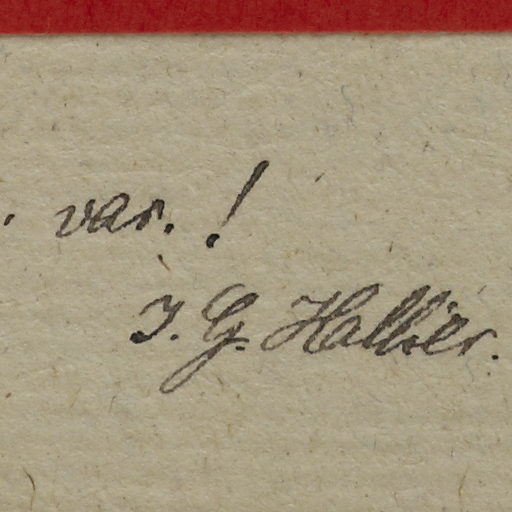 . var. !
J. G. Hallier.